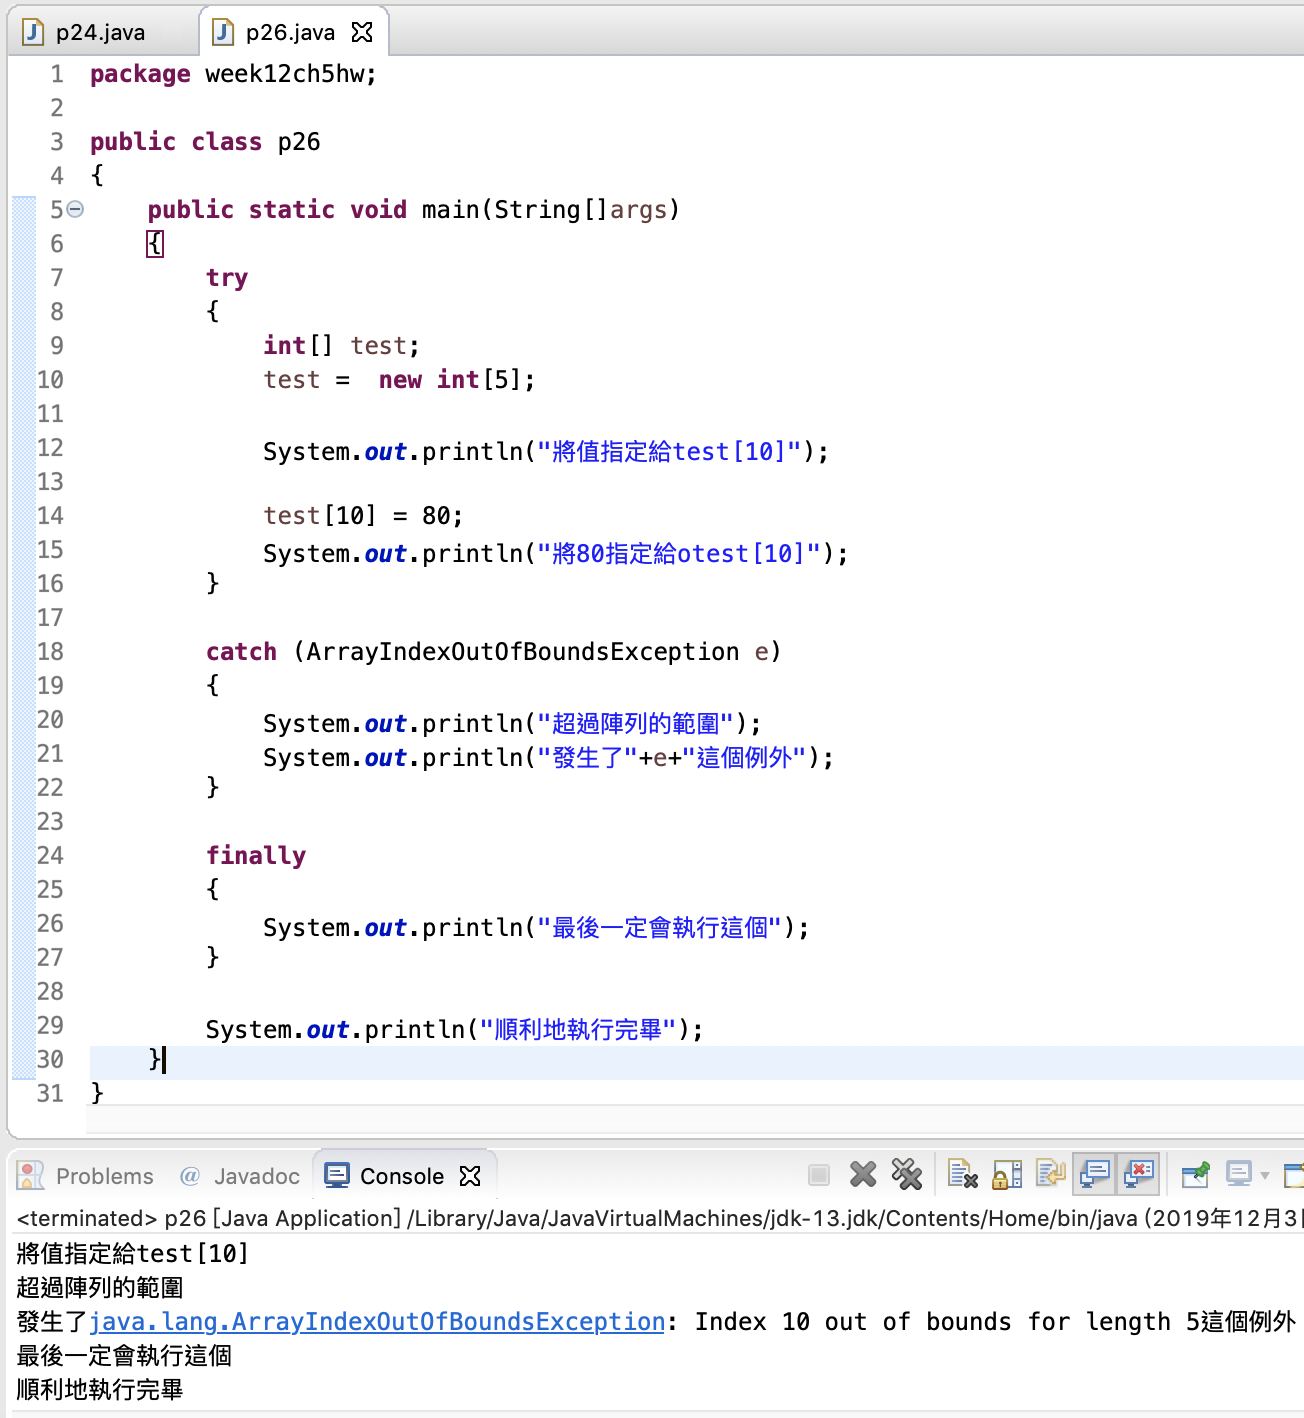 p24.java
p26.java
1 package week12ch5hw;
2
3 public class p26
4 {
5 public static void main(String[]args)
6 {
7 try
8 {
9 int[] test;
10 test =  new int[5];
11
12 System.out.println("將值指定給test[10]");
13
14 test[10] = 80;
15 System.out.println("將80指定給otest[10]");
16 }
17
18 catch (ArrayIndexOutOfBoundsException e)
19 {
20 System.out.println("超過陣列的範圍");
21 System.out.println("發生了"+e+"這個例外");
22 }
23
24 finally
25 {
26 System.out.println("最後一定會執行這個");
27 }
28
29 System.out.println("順利地執行完畢");
30 }
31 }
Problems @ Javadoc Console
<terminated> p26 [Java Application] /Library/Java/JavaVirtualMachines/jdk-13.jdk/Contents/Home/bin/java (2019年12月3
將值指定給test[10]
超過陣列的範圍
發生了java.lang.ArrayIndexOutOfBoundsException: Index 10 out of bounds for length 5這個例外
最後一定會執行這個
順利地執行完畢